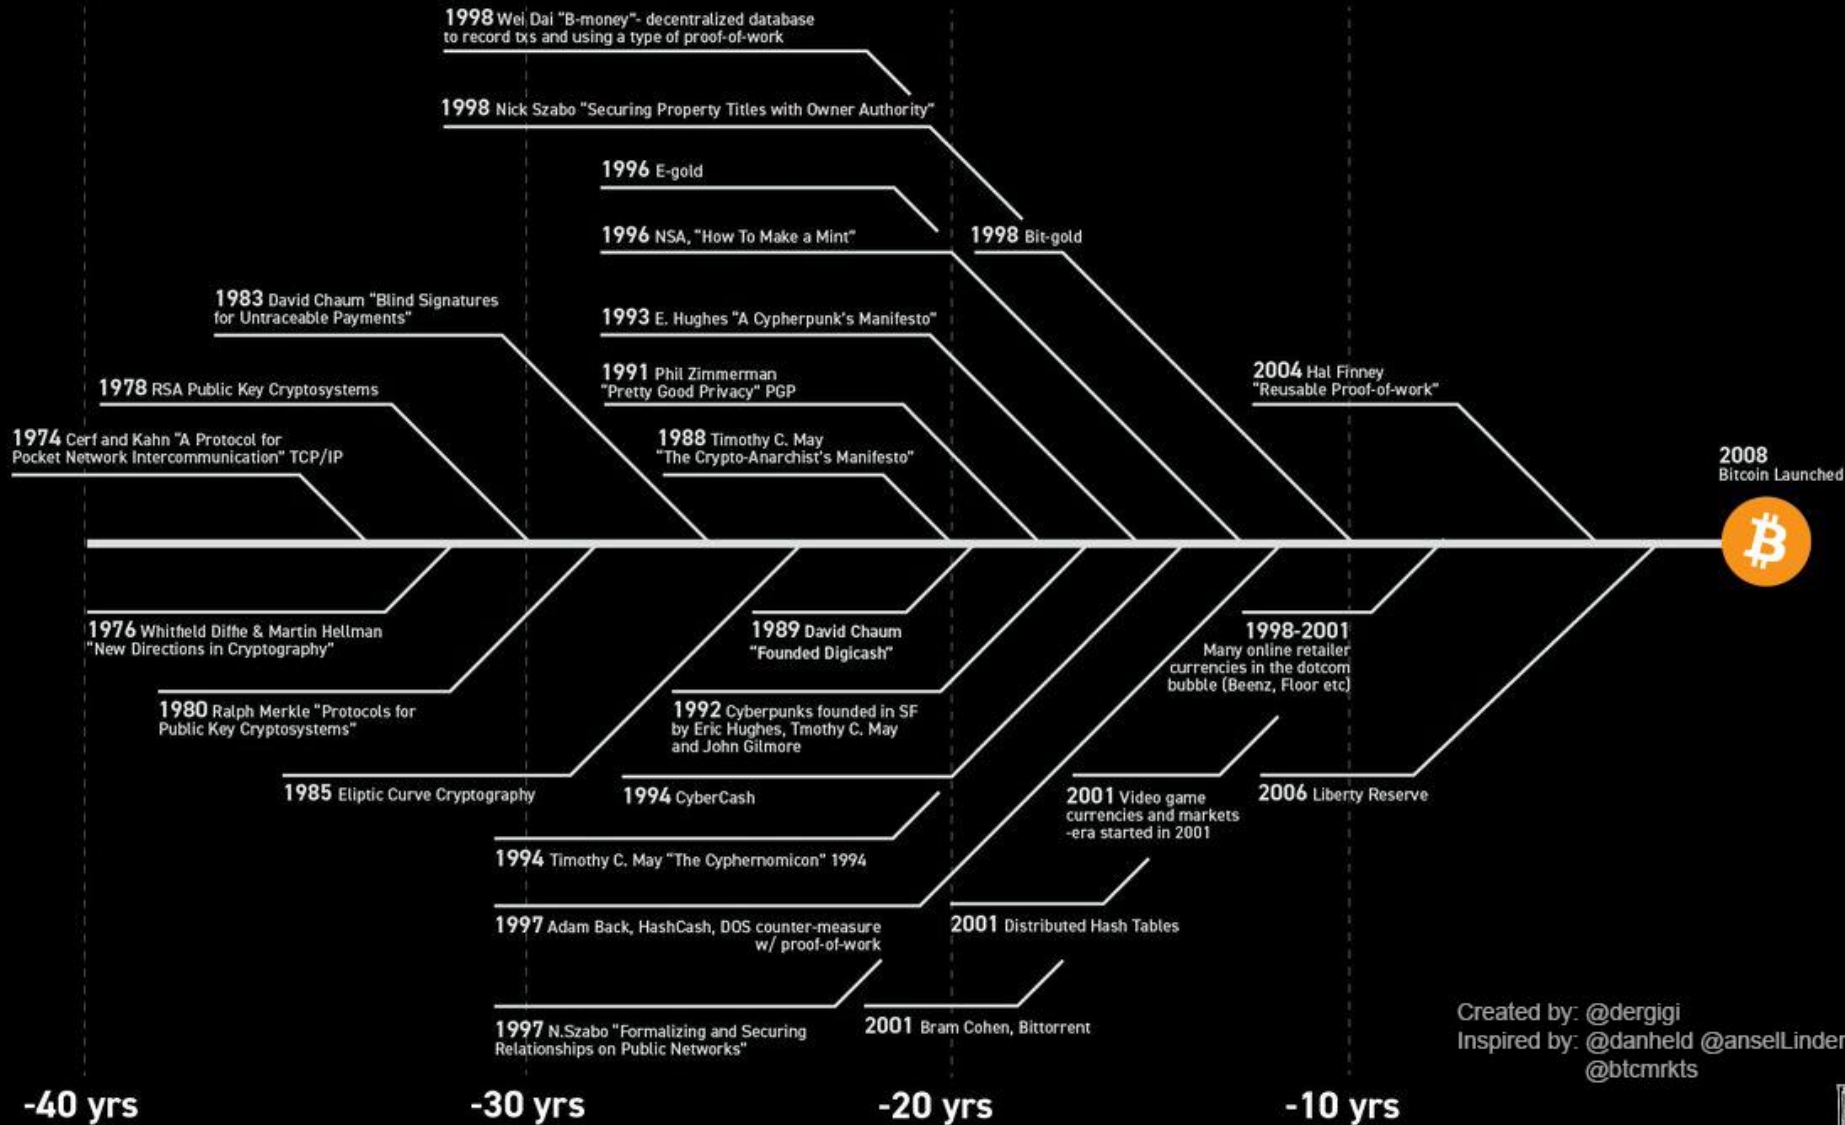 1998 Wei Dai "B-money"- decentralized database
to record txs and using a type of proof-of-work
1998 Nick Szabo "Securing Property Titles with Owner Authority"
1996 E-gold
1996 NSA, "How To Make a Mint"
1998 Bit-gold
1983 David Chaum "Blind Signatures
for Untraceable Payments"
1993 E. Hughes "A Cypherpunk's Manifesto"
1991 Phil Zimmerman
"Pretty Good Privacy" PGP
2004 Hal Finney
"Reusable Proof-of-work"
1978 RSA Public Key Cryptosystems
1974 Cerf and Kahn "A Protocol for
Pocket Network Intercommunication" TCP/IP
1988 Timothy C. May
"The Crypto-Anarchist's Manifesto"
2008
Bitcoin Launched
1976 Whitfield Diffie & Martin Hellman
"New Directions in Cryptography"
1989 David Chaum
"Founded Digicash"
1998-2001
Many online retailer
currencies in the dotcom
bubble (Beenz, Floor etc)
1980 Ralph Merkle "Protocols for
Public Key Cryptosystems"
1992 Cyberpunks founded in SF
by Eric Hughes, Tmothy C. May
and John Gilmore
1985 Eliptic Curve Cryptography
1994 CyberCash
2001 Video game
currencies and markets
-era started in 2001
2006 Liberty Reserve
1994 Timothy C. May "The Cyphernomicon" 1994
1997 Adam Back, HashCash, DOS counter-measure
w/ proof-of-work
2001 Distributed Hash Tables
1997 N.Szabo "Formalizing and Securing
Relationships on Public Networks"
2001 Bram Cohen, Bittorrent
Created by: @dergigi
Inspired by: @danheld @anselLinder
@btcmrkts
-40 yrs
-30 yrs
-20 yrs
-10 yrs